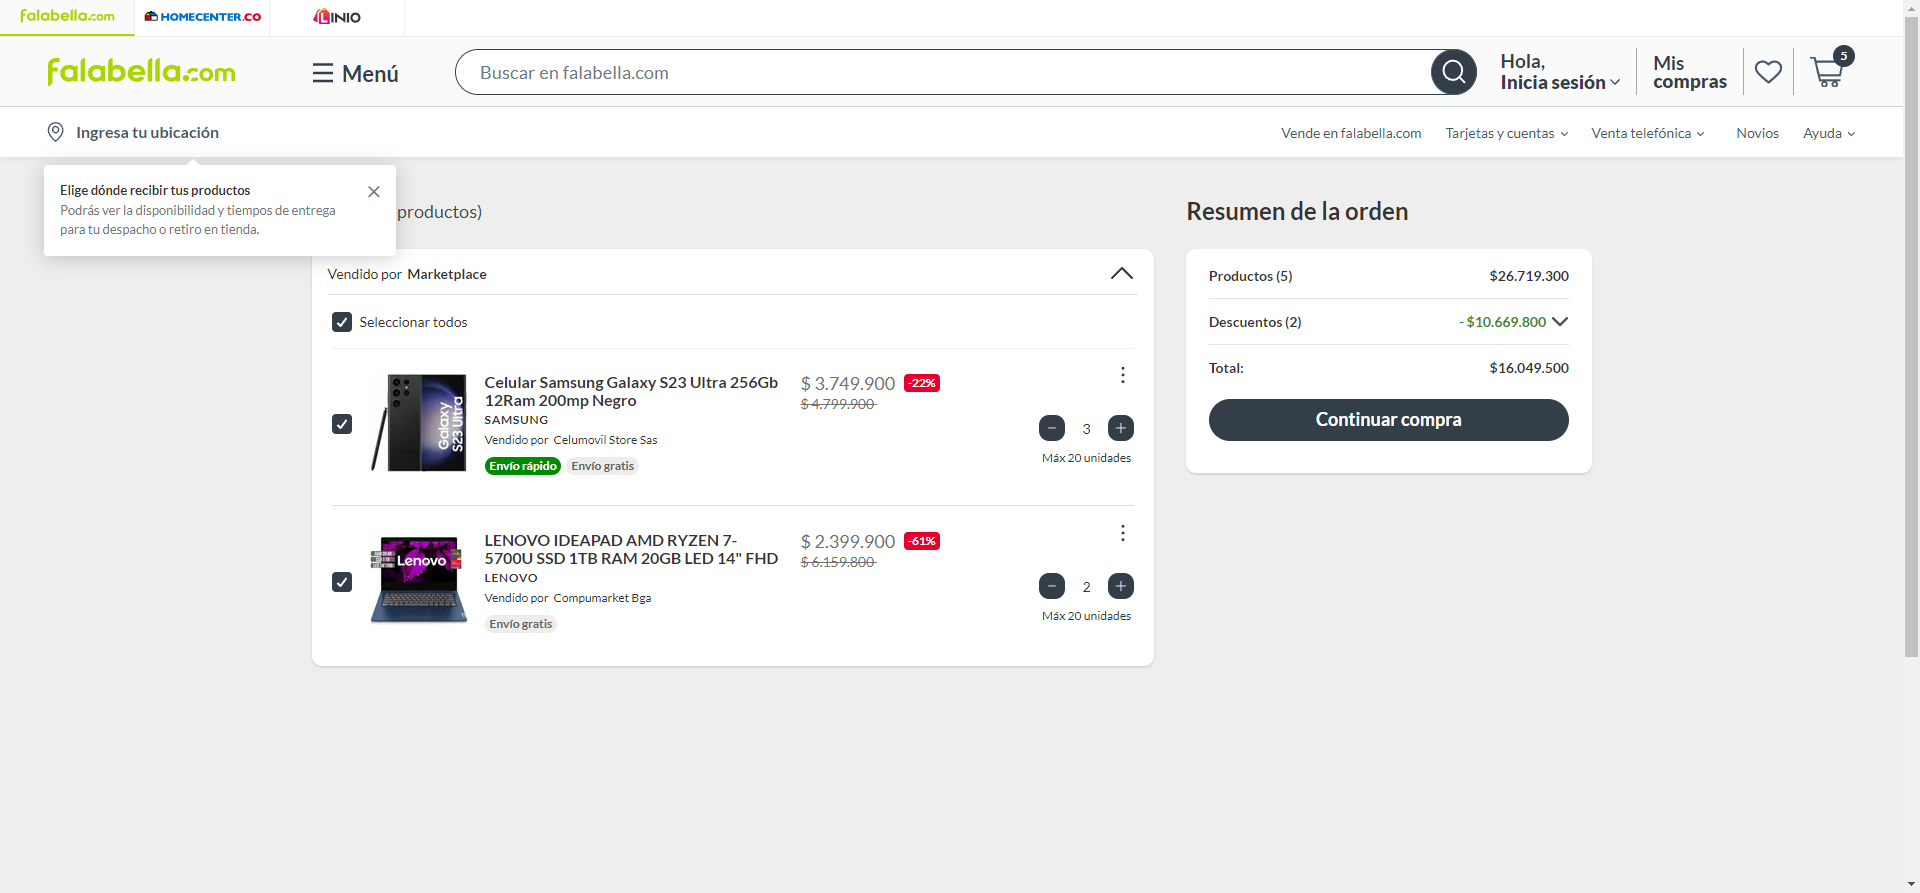 falabella.com
HOMECENTER.CO
LINIO
falabella.com
Menú
Buscar en falabella.com
Hola,
Inicia sesión
Mis
compras
5
Ingresa tu ubicación
Vende en falabella.com
Tarjetas y cuentas
Venta telefónica
Novios
Ayuda
Elige dónde recibir tus productos
Podrás ver la disponibilidad y tiempos de entrega
para tu despacho o retiro en tienda.
productos)
Vendido por Marketplace
Seleccionar todos
Galaxy
S23 Ultra
Celular Samsung Galaxy S23 Ultra 256Gb
12Ram 200mp Negro
SAMSUNG
Vendido por Celumovil Store Sas
Envío rápido
Envío gratis
$ 3.749.900 -22%
$ 4.799.900
3
Máx 20 unidades
Lenovo
LENOVO IDEAPAD AMD RYZEN 7-
5700U SSD 1TB RAM 20GB LED 14" FHD
LENOVO
Vendido por Compumarket Bga
Envío gratis
$ 2.399.900 -61%
$ 6.159.800
2
Máx 20 unidades
Resumen de la orden
Productos (5) $26.719.300
Descuentos (2) - $10.669.800
Total: $16.049.500
Continuar compra